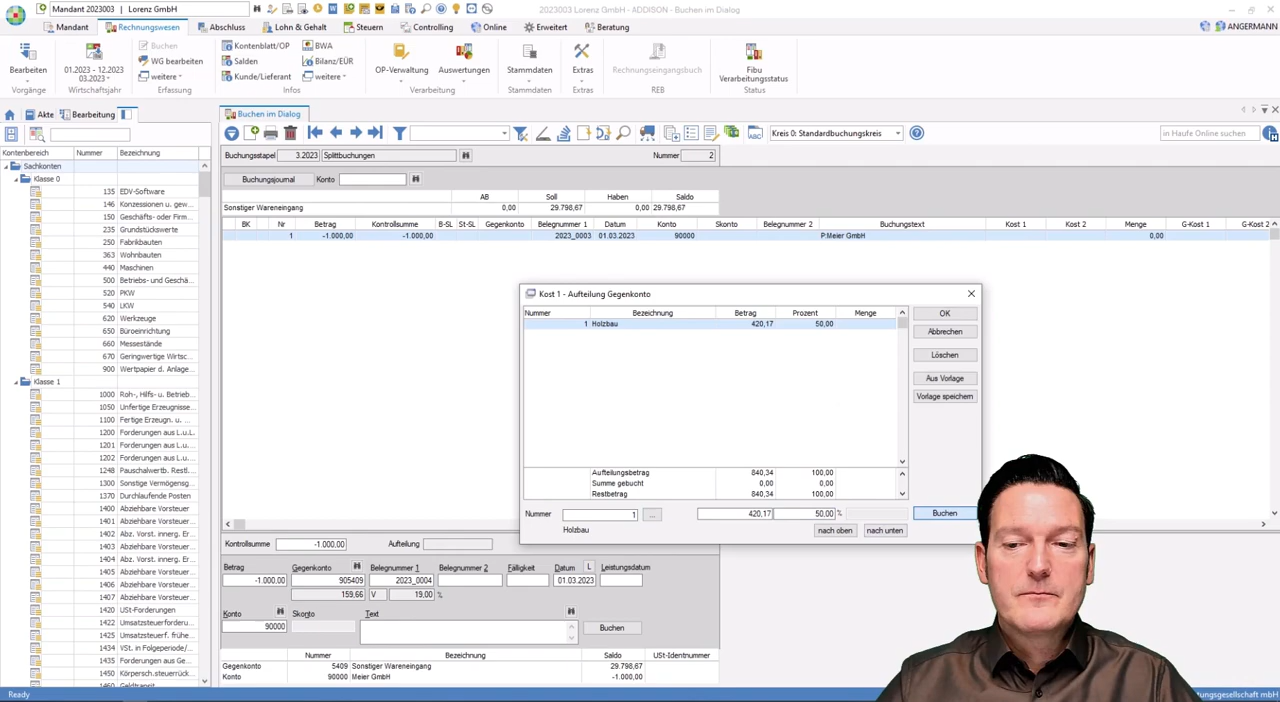 Mandant 2023003 | Lorenz GmbH
2023003 Lorenz GmbH - ADDISON - Buchen im Dialog
Mandant Rechnungswesen Abschluss Lohn & Gehalt Steuern Controlling Online Erweitert Beratung ANGERMANN
Bearbeiten
Vorgänge
01.2023 - 12.2023
03.2023
Wirtschaftsjahr
Buchen
WG bearbeiten
weitere
Erfassung
Kontenblatt/OP BWA
Salden Bilanz/EÜR
Kunde/Lieferant weitere
Infos
OP-Verwaltung Auswertungen
Verarbeitung
Stammdaten
Stammdaten
Extras
Extras
Rechnungseingangsbuch
REB
Fibu
Verarbeitungsstatus
Status
Akte Bearbeitung Buchen im Dialog
Kreis 0: Standardbuchungskreis
in Haufe Online suchen
Kontenbereich Nummer Bezeichnung
Sachkonten
Klasse 0
135 EDV-Software
146 Konzessionen u. gew...
150 Geschäfts- oder Firm...
235 Grundstückswerte
250 Fabrikbauten
363 Wohnbauten
440 Maschinen
500 Betriebs- und Geschä...
520 PKW
540 LKW
620 Werkzeuge
650 Büroeinrichtung
660 Messestände
670 Geringwertige Wirtsc...
900 Wertpapier d. Anlage...
Klasse 1
1000 Roh-, Hilfs- u. Betrieb...
1050 Unfertige Erzeugnisse...
1100 Fertige Erzeugn. u. ...
1200 Forderungen aus L.u.L.
1201 Forderungen aus L.u...
1202 Forderungen aus L.u...
1248 Pauschalwertb. Restl...
1300 Sonstige Vermögensg...
1370 Durchlaufende Posten
1400 Abziehbare Vorsteuer
1401 Abziehbare Vorsteuer...
1402 Abz. Vorst. innerg. Er...
1403 Abziehbare Vorsteuer...
1404 Abz. Vorst. innerg. Er...
1405 Abziehbare Vorsteuer...
1406 Abziehbare Vorsteuer...
1407 Abziehbare Vorsteuer...
1420 USt-Forderungen
1422 Umsatzsteuerforderu...
1425 Umsatzsteuerf. frühe...
1434 VSt. in Folgeperiode/...
1435 Forderungen aus Ge...
1450 Körpersch.steuerrück...
1460 Geldtransit
Buchungsstapel 3.2023 Splittbuchungen Nummer 2
Buchungsjournal Konto
AB Soll Haben Saldo
Sonstiger Wareneingang 0,00 29.798,67 0,00 29.798,67
BK Nr Betrag Kontrollsumme B-SL St-SL Gegenkonto Belegnummer 1 Datum Konto Skonto Belegnummer 2 Buchungstext Kost 1 Kost 2 Menge G-Kost 1 G-Kost 2
1 -1.000,00 -1.000,00 2023_0003 01.03.2023 90000 P:Meier GmbH 0,00
Kost 1 - Aufteilung Gegenkonto
Nummer Bezeichnung Betrag Prozent Menge
1 Holzbau 420,17 50,00
OK
Abbrechen
Löschen
Aus Vorlage
Vorlage speichern
Aufteilungsbetrag 840,34 100,00
Summe gebucht 0,00 0,00
Restbetrag 840,34 100,00
Nummer 1 ... 420,17 50,00 % Buchen
Holzbau nach oben nach unten
Kontrollsumme -1.000,00 Aufteilung
Betrag Gegenkonto Belegnummer 1 Belegnummer 2 Fälligkeit Datum L Leistungsdatum
-1.000,00 905409 2023_0004 01.03.2023
159,66 V 19,00 %
Konto Skonto Text
90000 Buchen
Nummer Bezeichnung Saldo USt-Identnummer
Gegenkonto 5409 Sonstiger Wareneingang 29.798,67
Konto 90000 Meier GmbH -1.000,00
Ready
tungsgesellschaft mbH